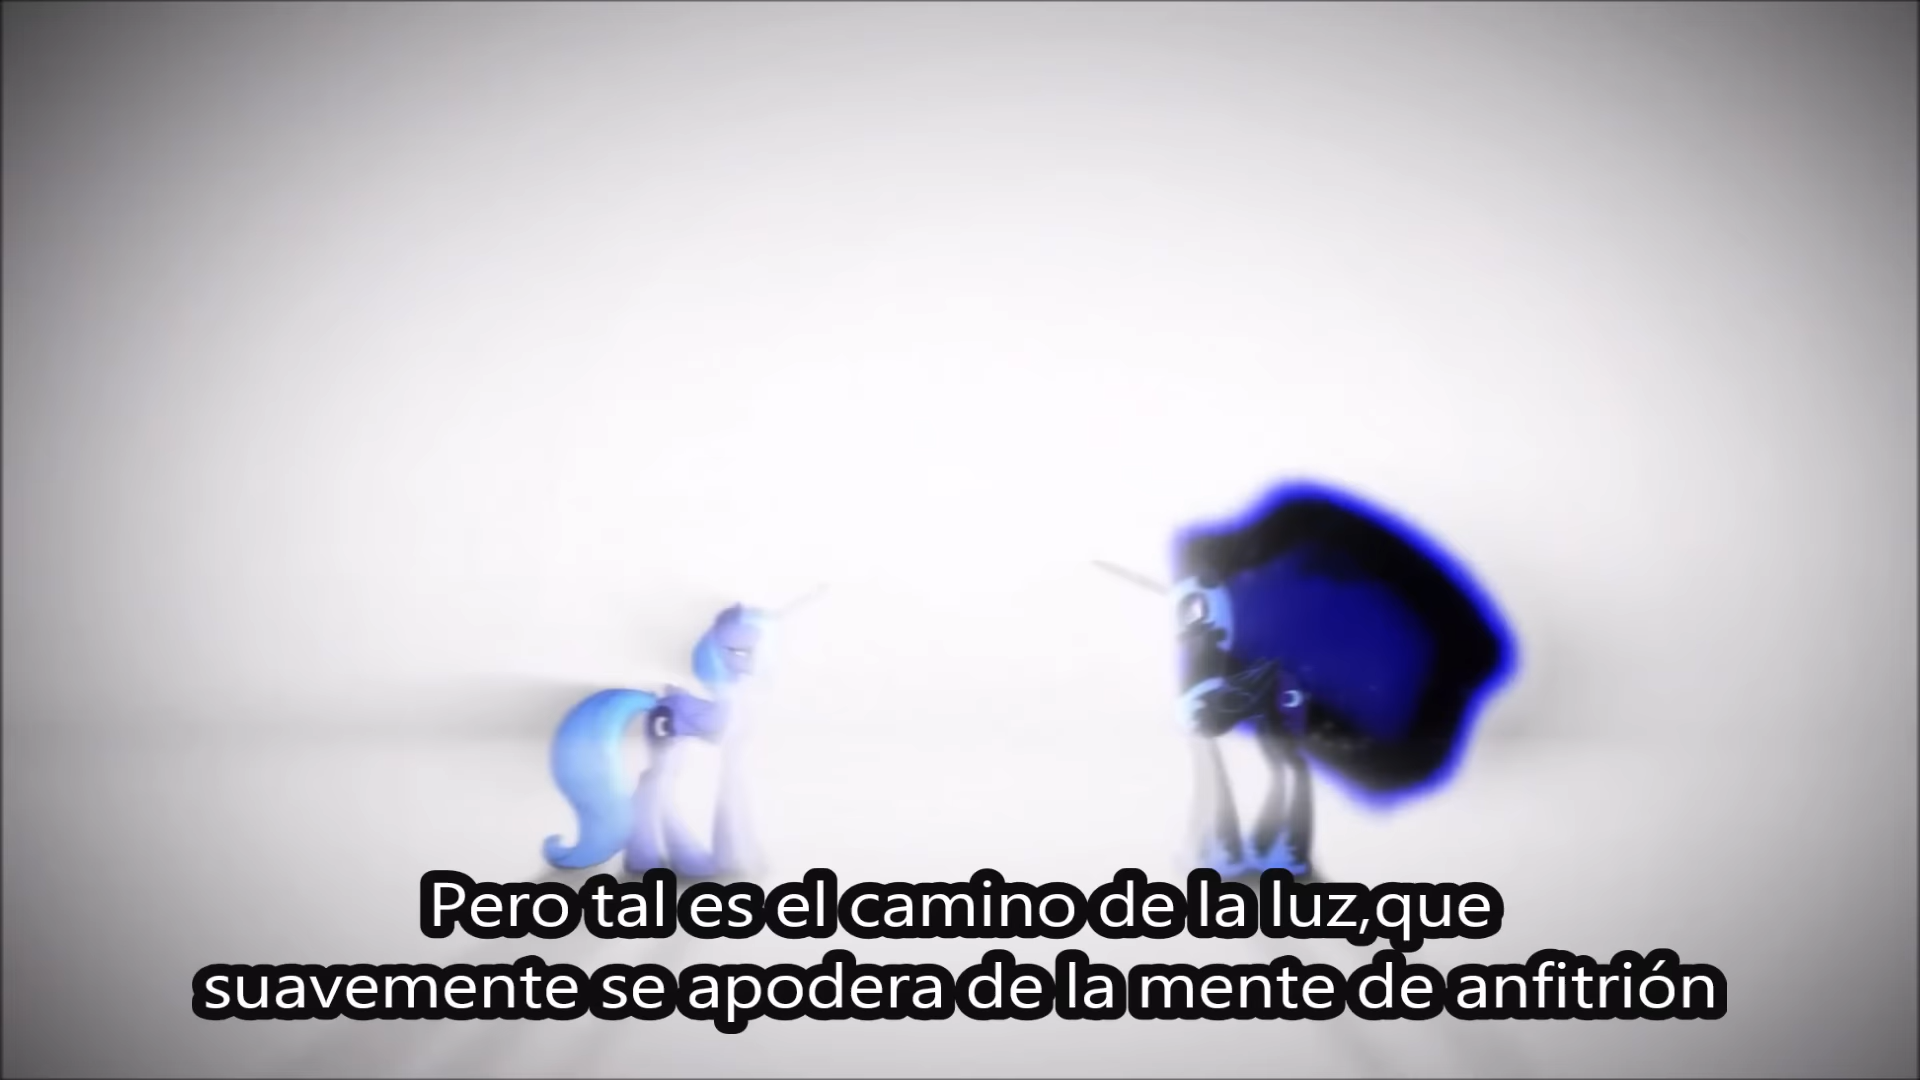 Pero tal es el camino de la luz,que
suavemente se apodera de la mente de anfitrión